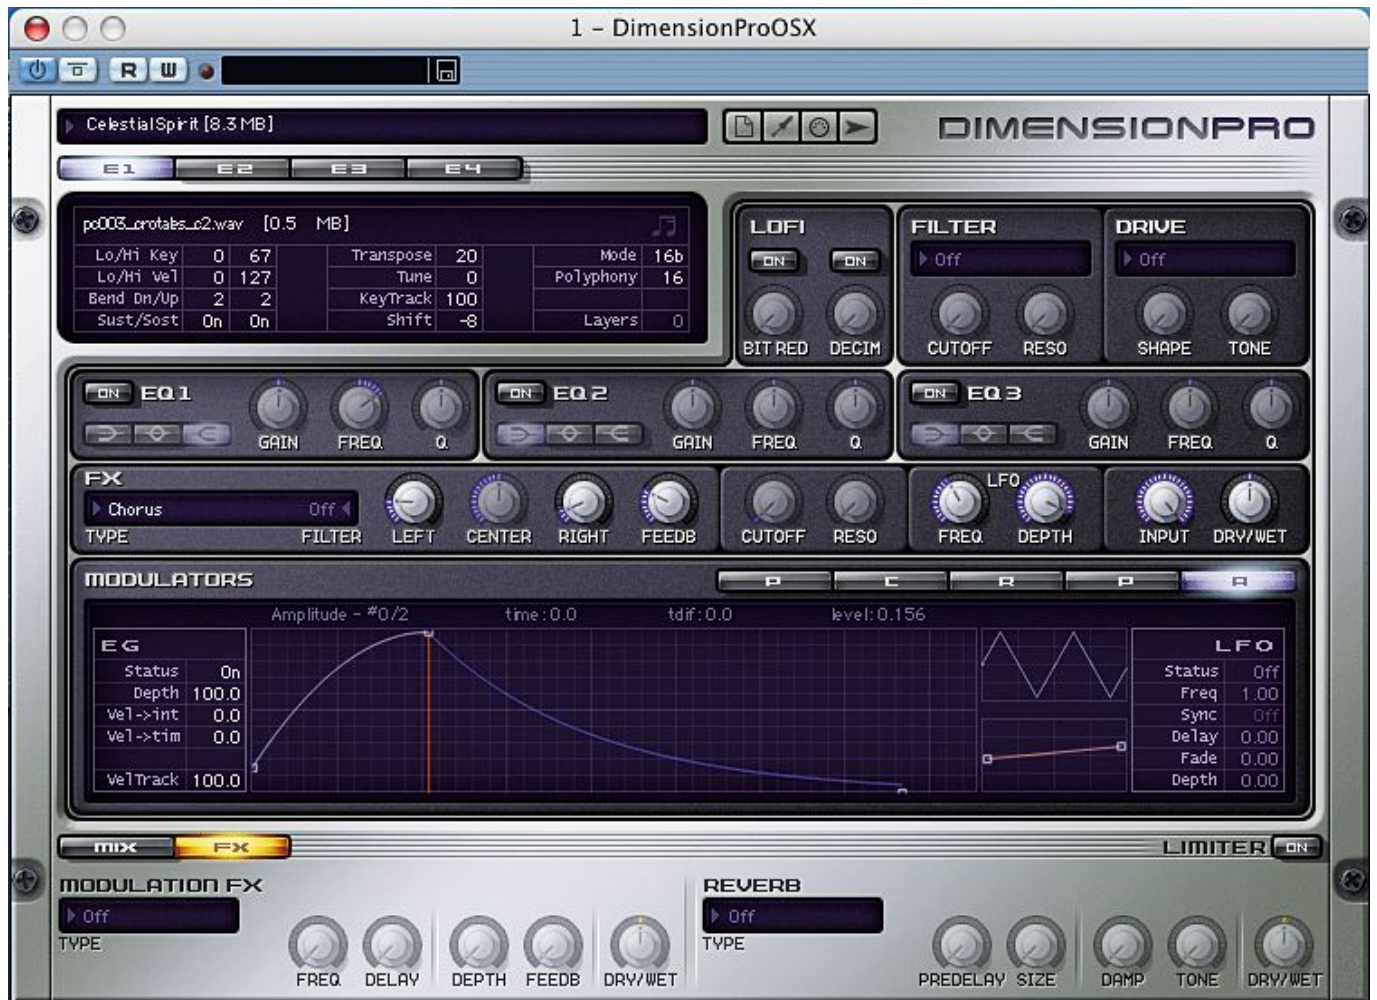 1 - DimensionProOSX
R W
CelestialSpirit [8.3 MB]
DIMENSIONPRO
E1 E2 E3 E4
pc003_crotabs_c2.wav [0.5 MB]
Lo/Hi Key 0 67 Transpose 20 Mode 16b
Lo/Hi Vel 0 127 Tune 0 Polyphony 16
Bend Dn/Up 2 2 KeyTrack 100
Sust/Sost On On Shift -8 Layers 0
LOFI FILTER DRIVE
ON ON Off Off
BIT RED DECIM CUTOFF RESO SHAPE TONE
ON EQ 1 ON EQ 2 ON EQ 3
GAIN FREQ. Q. GAIN FREQ. Q. GAIN FREQ. Q.
FX LFO
Chorus Off
TYPE FILTER LEFT CENTER RIGHT FEEDB CUTOFF RESO FREQ. DEPTH INPUT DRY/WET
MODULATORS P C R P A
Amplitude - #0/2 time:0.0 tdif:0.0 level:0.156
EG LFO
Status On Status Off
Depth 100.0 Freq 1.00
Vel->int 0.0 Sync Off
Vel->tim 0.0 Delay 0.00
Fade 0.00
VelTrack 100.0 Depth 0.00
MIX FX LIMITER ON
MODULATION FX REVERB
Off Off
TYPE TYPE
FREQ. DELAY DEPTH FEEDB DRY/WET PREDELAY SIZE DAMP TONE DRY/WET